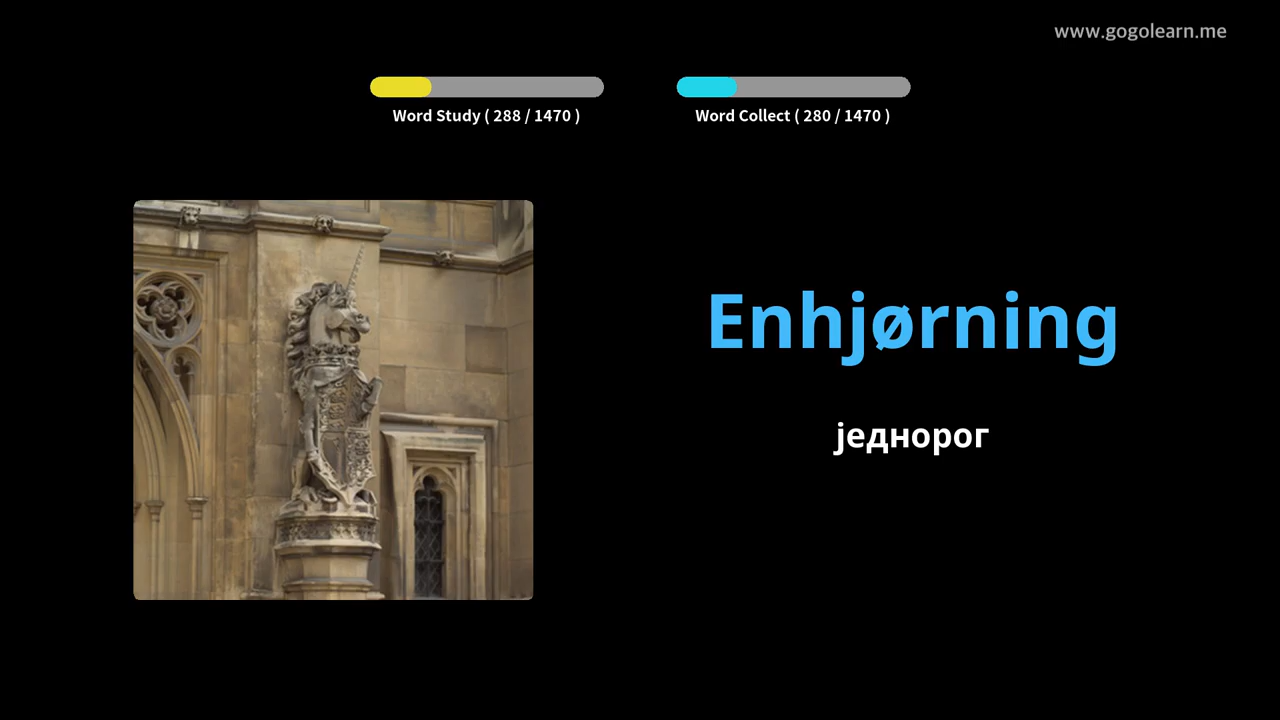 www.gogolearn.me
Word Study ( 288 / 1470 )
Word Collect ( 280 / 1470 )
Enhjørning
једнорог